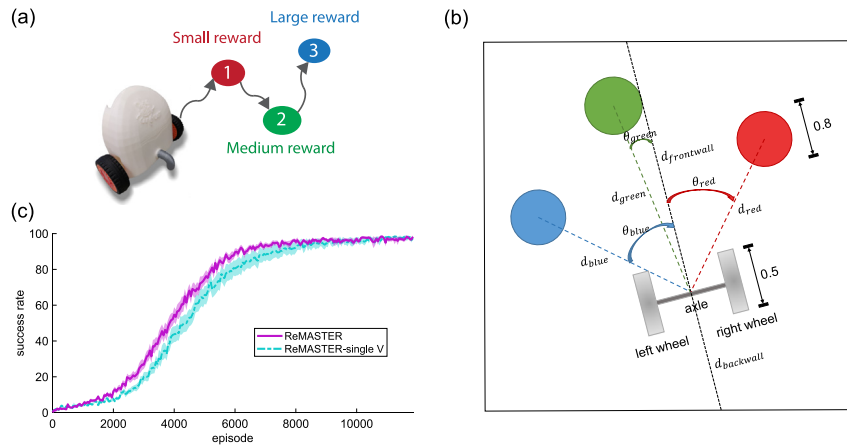 (a)
Large reward
3
Small reward
1
2
Medium reward
(b)
θgreen
dfrontwall
0.8
θred
dgreen
dred
θblue
dblue
0.5
axle
left wheel
right wheel
dbackwall
(c)
success rate
100
80
60
40
20
0
ReMASTER
ReMASTER-single V
0
2000
4000
6000
8000
10000
episode